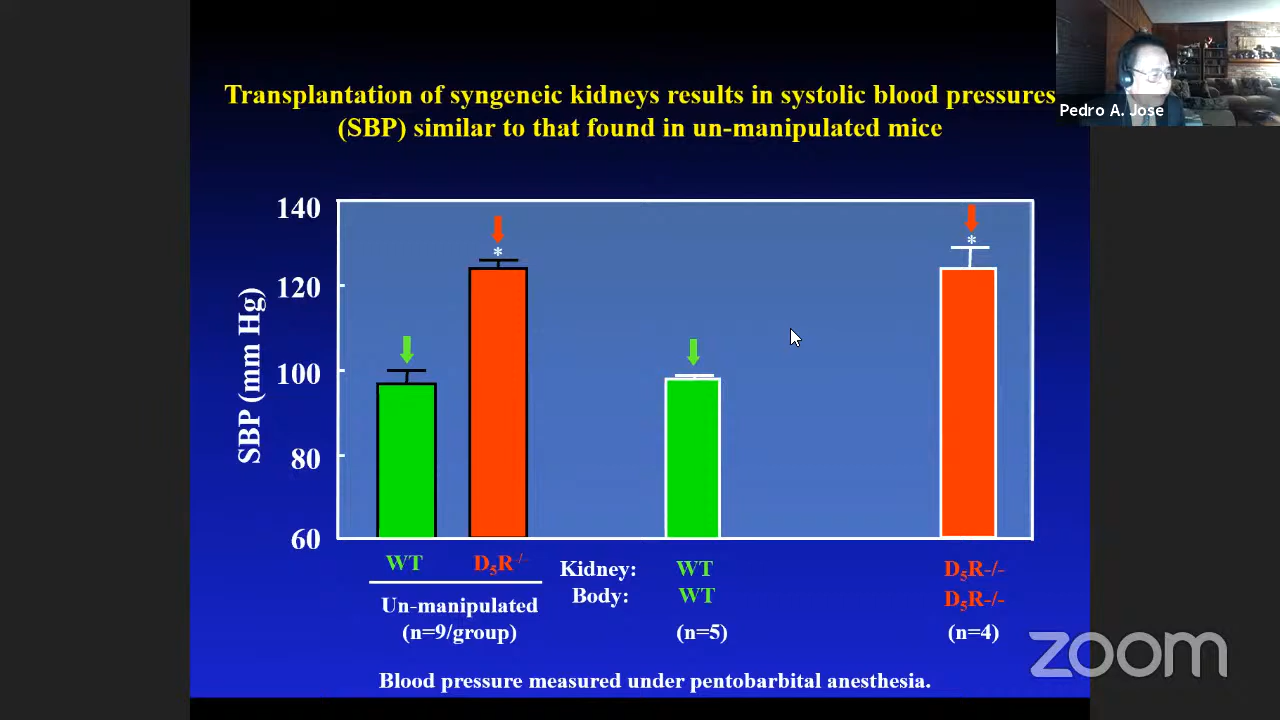 Transplantation of syngeneic kidneys results in systolic blood pressures
(SBP) similar to that found in un-manipulated mice
Pedro A. Jose
SBP (mm Hg)
140
120
100
80
60
*
*
WT D₅R⁻/⁻
Un-manipulated
(n=9/group)
Kidney: WT D₅R-/-
Body: WT D₅R-/-
(n=5) (n=4)
Blood pressure measured under pentobarbital anesthesia.
zoom